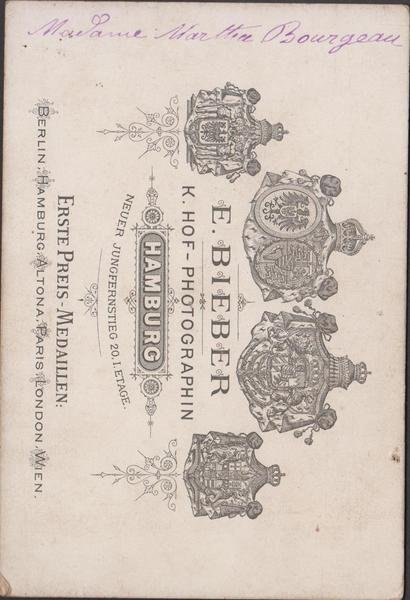 Madame Martha Bourgeau
E. BIEBER
K. HOF-PHOTOGRAPHIN
HAMBURG
NEUER JUNGFERNSTIEG 20, I. ETAGE.
ERSTE PREIS-MEDAILLEN:
BERLIN, HAMBURG, ALTONA, PARIS, LONDON, WIEN.